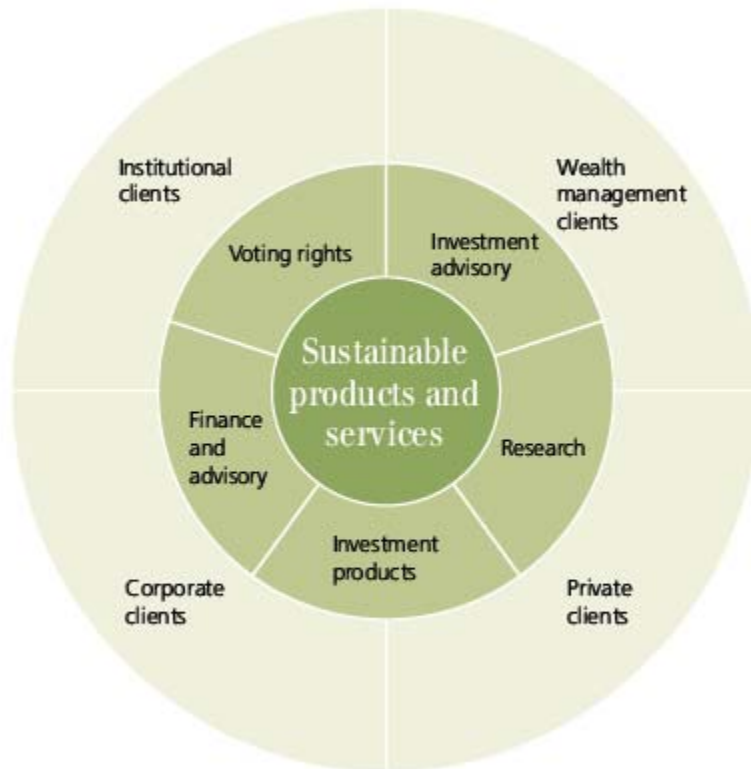 Institutional
clients
Wealth
management
clients
Voting rights
Investment
advisory
Sustainable
products and
services
Finance
and
advisory
Research
Investment
products
Corporate
clients
Private
clients